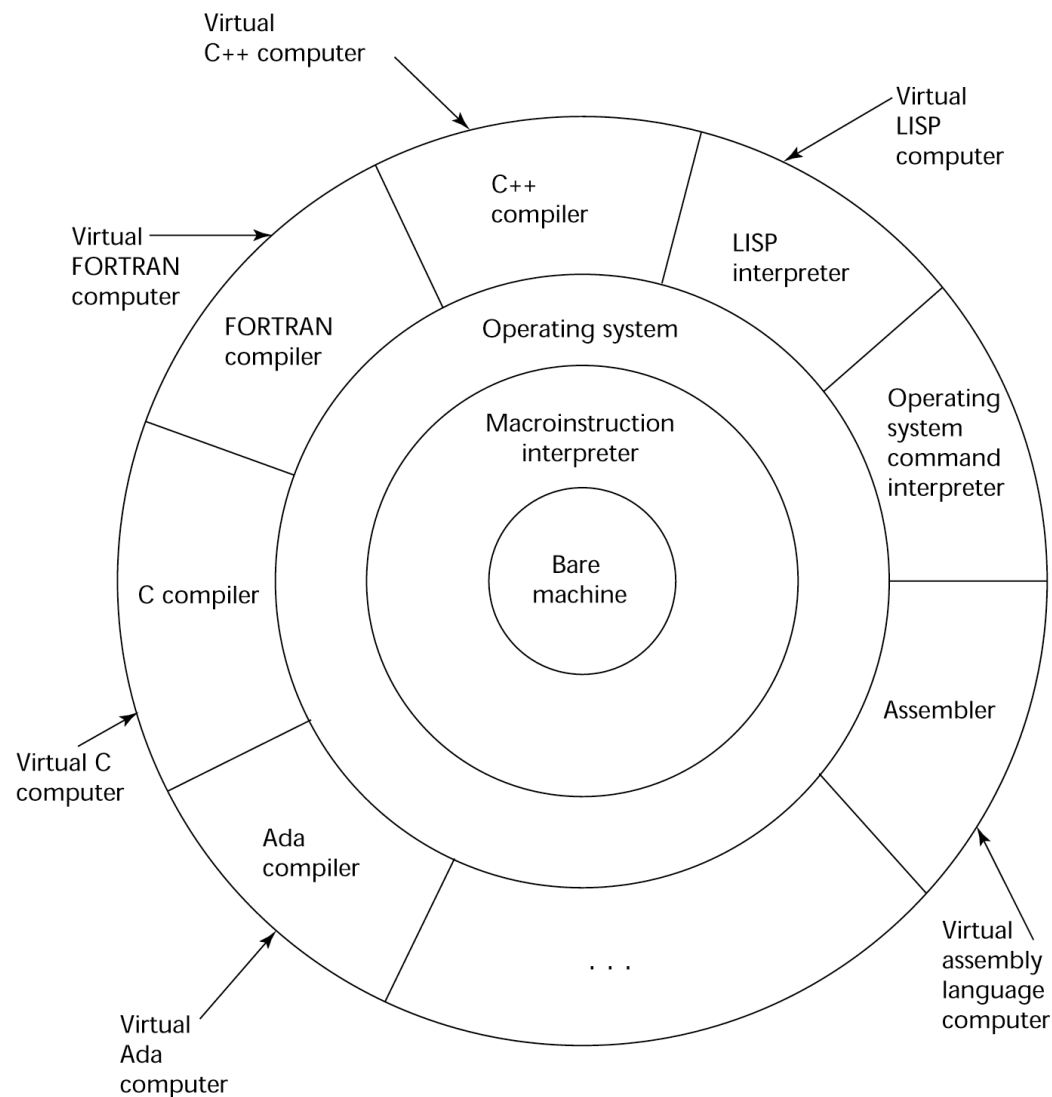 Virtual
C++ computer
Virtual
LISP
computer
C++
compiler
Virtual
FORTRAN
computer
LISP
interpreter
FORTRAN
compiler
Operating system
Operating
system
command
interpreter
Macroinstruction
interpreter
Bare
machine
C compiler
Assembler
Virtual C
computer
Ada
compiler
Virtual
assembly
language
computer
. . .
Virtual
Ada
computer